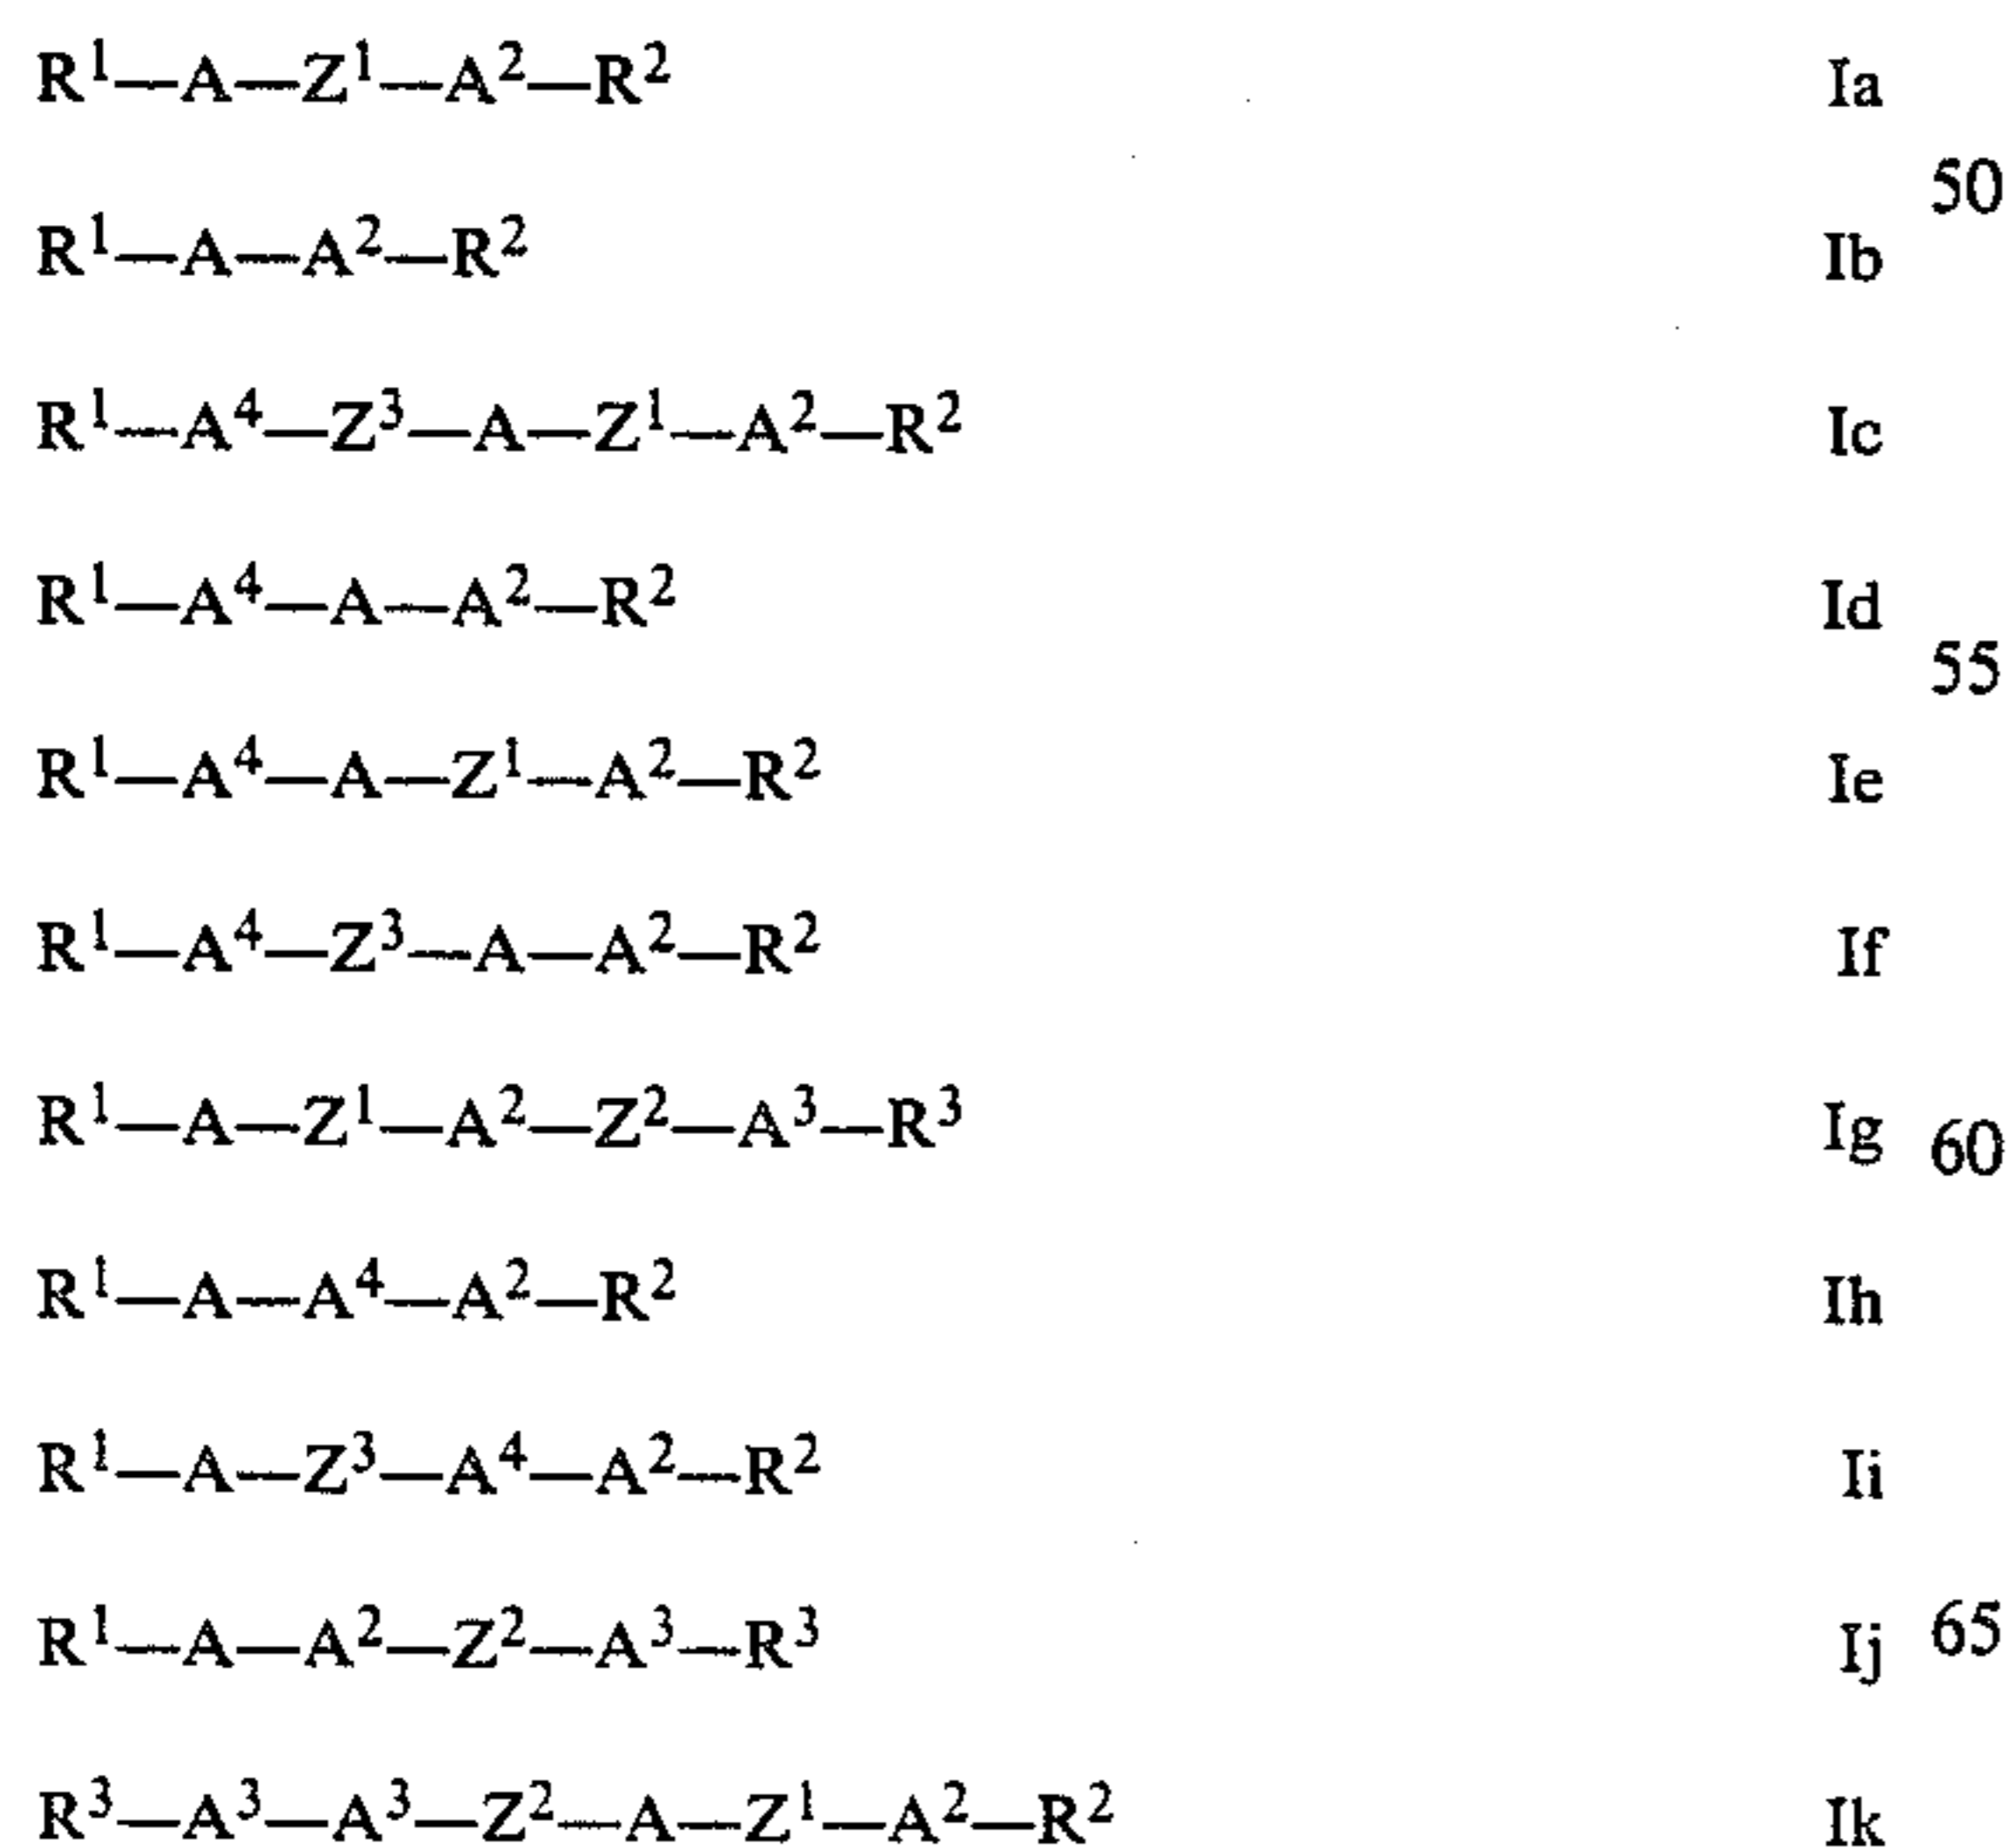 R¹—A—Z¹—A²—R² Ia
50
R¹—A—A²—R² Ib
R¹—A⁴—Z³—A—Z¹—A²—R² Ic
R¹—A⁴—A—A²—R² Id
55
R¹—A⁴—A—Z¹—A²—R² Ie
R¹—A⁴—Z³—A—A²—R² If
R¹—A—Z¹—A²—Z²—A³—R³ Ig 60
R¹—A—A⁴—A²—R² Ih
R¹—A—Z³—A⁴—A²—R² Ii
R¹—A—A²—Z²—A³—R³ Ij 65
R³—A³—A³—Z²—A—Z¹—A²—R² Ik